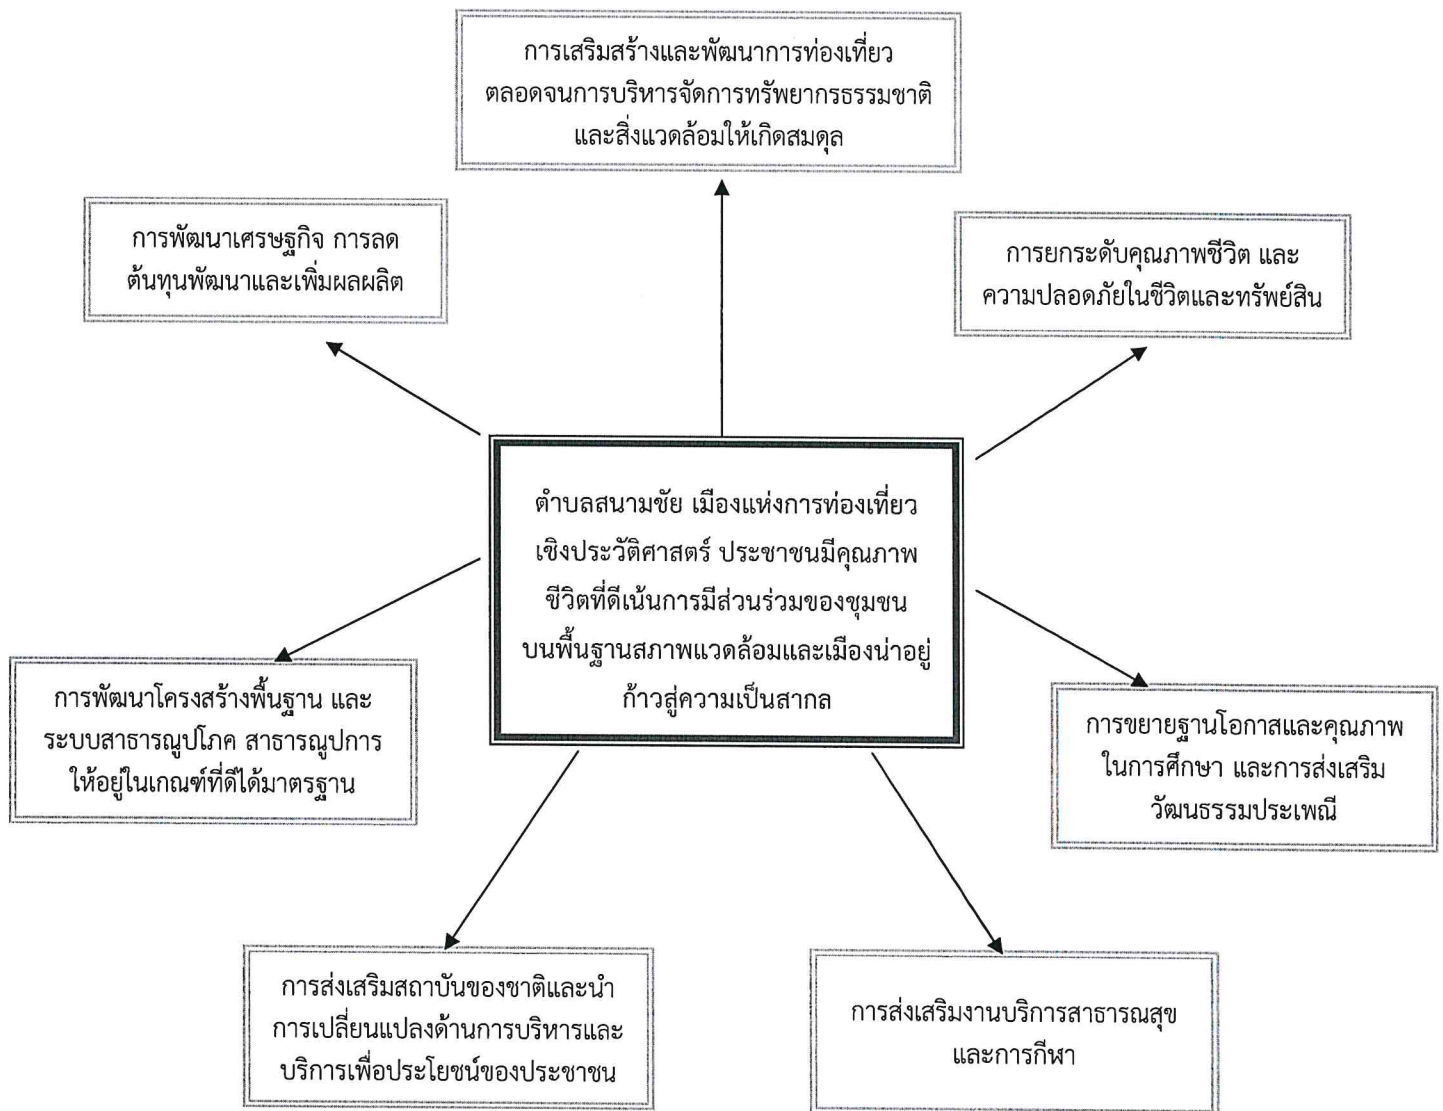 การเสริมสร้างและพัฒนาการท่องเที่ยว
ตลอดจนการบริหารจัดการทรัพยากรธรรมชาติ
และสิ่งแวดล้อมให้เกิดสมดุล
การพัฒนาเศรษฐกิจ การลด
ต้นทุนพัฒนาและเพิ่มผลผลิต
การยกระดับคุณภาพชีวิต และ
ความปลอดภัยในชีวิตและทรัพย์สิน
ตำบลสนามชัย เมืองแห่งการท่องเที่ยว
เชิงประวัติศาสตร์ ประชาชนมีคุณภาพ
ชีวิตที่ดีเน้นการมีส่วนร่วมของชุมชน
บนพื้นฐานสภาพแวดล้อมและเมืองน่าอยู่
ก้าวสู่ความเป็นสากล
การพัฒนาโครงสร้างพื้นฐาน และ
ระบบสาธารณูปโภค สาธารณูปการ
ให้อยู่ในเกณฑ์ที่ดีได้มาตรฐาน
การขยายฐานโอกาสและคุณภาพ
ในการศึกษา และการส่งเสริม
วัฒนธรรมประเพณี
การส่งเสริมสถาบันของชาติและนำ
การเปลี่ยนแปลงด้านการบริหารและ
บริการเพื่อประโยชน์ของประชาชน
การส่งเสริมงานบริการสาธารณสุข
และการกีฬา